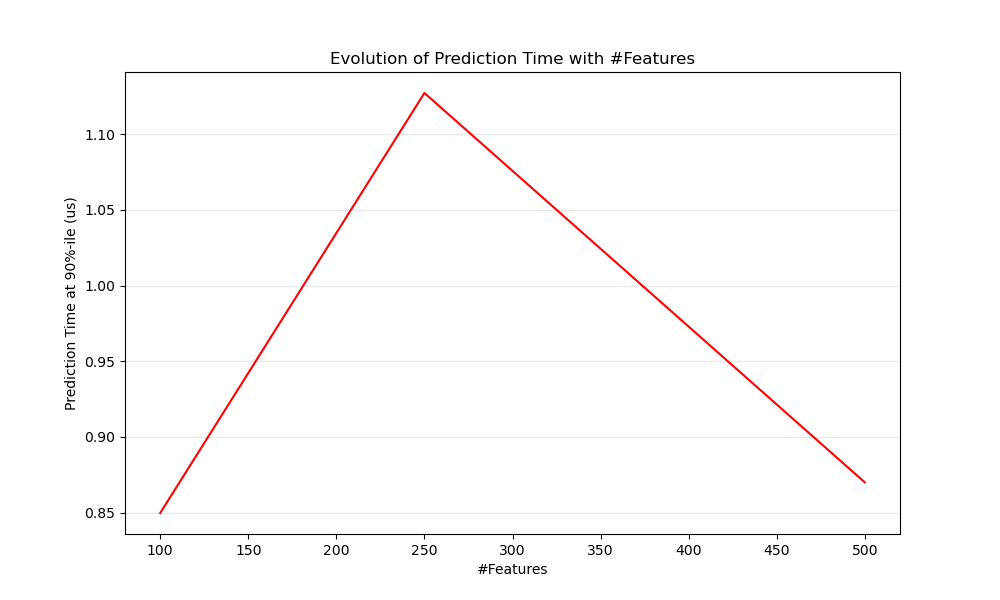 Evolution of Prediction Time with #Features
Prediction Time at 90%-ile (us)
1.10
1.05
1.00
0.95
0.90
0.85
100 150 200 250 300 350 400 450 500
#Features